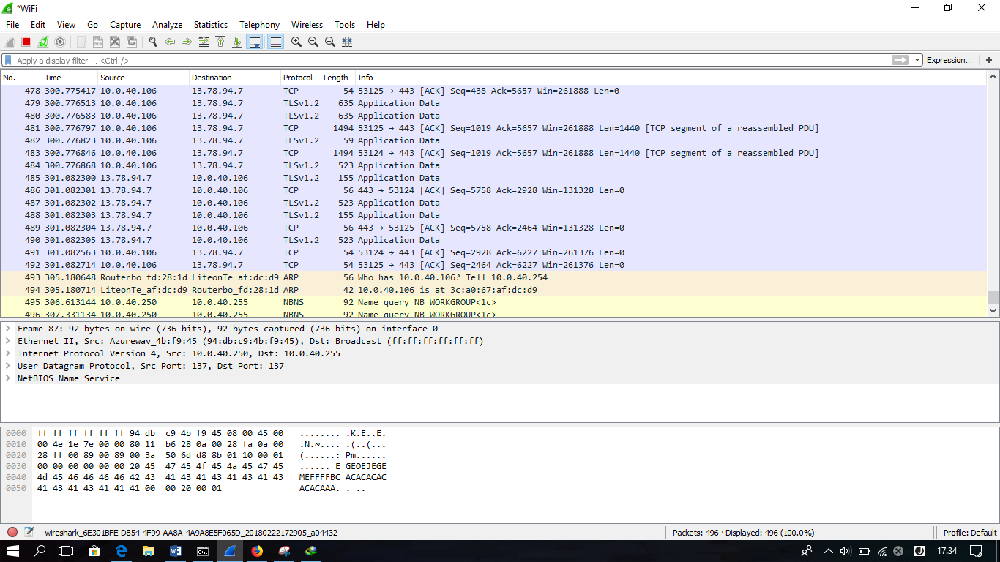 *WiFi
File Edit View Go Capture Analyze Statistics Telephony Wireless Tools Help
Apply a display filter ... <Ctrl-/> Expression... +
No. Time Source Destination Protocol Length Info
478 300.775417 10.0.40.106 13.78.94.7 TCP 54 53125 → 443 [ACK] Seq=438 Ack=5657 Win=261888 Len=0
479 300.776513 10.0.40.106 13.78.94.7 TLSv1.2 635 Application Data
480 300.776583 10.0.40.106 13.78.94.7 TLSv1.2 635 Application Data
481 300.776797 10.0.40.106 13.78.94.7 TCP 1494 53125 → 443 [ACK] Seq=1019 Ack=5657 Win=261888 Len=1440 [TCP segment of a reassembled PDU]
482 300.776823 10.0.40.106 13.78.94.7 TLSv1.2 59 Application Data
483 300.776846 10.0.40.106 13.78.94.7 TCP 1494 53124 → 443 [ACK] Seq=1019 Ack=5657 Win=261888 Len=1440 [TCP segment of a reassembled PDU]
484 300.776868 10.0.40.106 13.78.94.7 TLSv1.2 523 Application Data
485 301.082300 13.78.94.7 10.0.40.106 TLSv1.2 155 Application Data
486 301.082301 13.78.94.7 10.0.40.106 TCP 56 443 → 53124 [ACK] Seq=5758 Ack=2928 Win=131328 Len=0
487 301.082302 13.78.94.7 10.0.40.106 TLSv1.2 523 Application Data
488 301.082303 13.78.94.7 10.0.40.106 TLSv1.2 155 Application Data
489 301.082304 13.78.94.7 10.0.40.106 TCP 56 443 → 53125 [ACK] Seq=5758 Ack=2464 Win=131328 Len=0
490 301.082305 13.78.94.7 10.0.40.106 TLSv1.2 523 Application Data
491 301.082563 10.0.40.106 13.78.94.7 TCP 54 53124 → 443 [ACK] Seq=2928 Ack=6227 Win=261376 Len=0
492 301.082714 10.0.40.106 13.78.94.7 TCP 54 53125 → 443 [ACK] Seq=2464 Ack=6227 Win=261376 Len=0
493 305.180648 Routerbo_fd:28:1d LiteonTe_af:dc:d9 ARP 56 Who has 10.0.40.106? Tell 10.0.40.254
494 305.180714 LiteonTe_af:dc:d9 Routerbo_fd:28:1d ARP 42 10.0.40.106 is at 3c:a0:67:af:dc:d9
495 306.613144 10.0.40.250 10.0.40.255 NBNS 92 Name query NB WORKGROUP<1c>
496 307.331134 10.0.40.250 10.0.40.255 NBNS 92 Name query NB WORKGROUP<1c>
Frame 87: 92 bytes on wire (736 bits), 92 bytes captured (736 bits) on interface 0
Ethernet II, Src: Azurewav_4b:f9:45 (94:db:c9:4b:f9:45), Dst: Broadcast (ff:ff:ff:ff:ff:ff)
Internet Protocol Version 4, Src: 10.0.40.250, Dst: 10.0.40.255
User Datagram Protocol, Src Port: 137, Dst Port: 137
NetBIOS Name Service
0000 ff ff ff ff ff ff 94 db c9 4b f9 45 08 00 45 00 ........ .K.E..E.
0010 00 4e 1e 7e 00 00 80 11 b6 28 0a 00 28 fa 0a 00 .N.~.... .(..(...
0020 28 ff 00 89 00 89 00 3a 50 6d d8 8b 01 10 00 01 (......: Pm......
0030 00 00 00 00 00 00 20 45 47 45 4f 45 4a 45 47 45 ...... E GEOEJEGE
0040 4d 45 46 46 46 46 42 43 41 43 41 43 41 43 41 43 MEFFFFBC ACACACAC
0050 41 43 41 43 41 41 41 00 00 20 00 01 ACACAAA. . ..
wireshark_6E301BFE-D854-4F99-AA8A-4A9A8E5F065D_20180222172905_a04432 Packets: 496 · Displayed: 496 (100.0%) Profile: Default
17.34